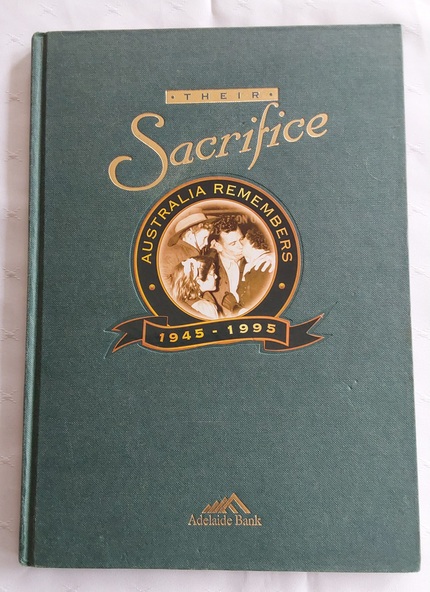 • THEIR •
Sacrifice
AUSTRALIA REMEMBERS
1945 - 1995
Adelaide Bank